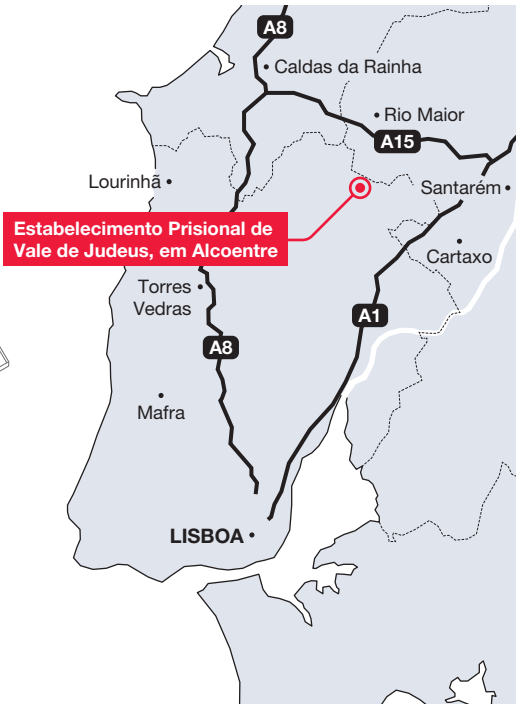 A8
Caldas da Rainha
Rio Maior
A15
Lourinhã
Santarém
Estabelecimento Prisional de
Vale de Judeus, em Alcoentre
Cartaxo
Torres
Vedras
A1
A8
Mafra
LISBOA